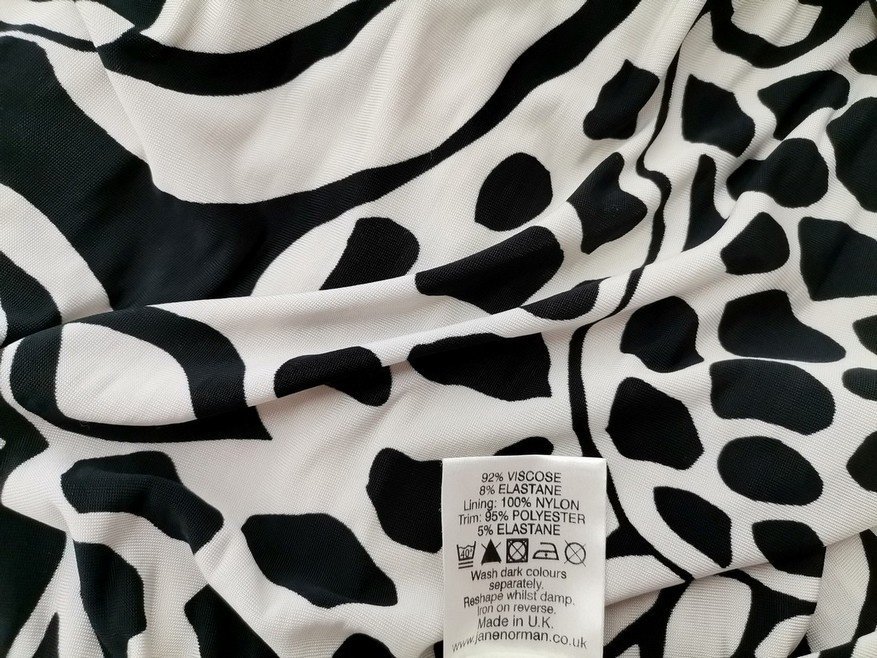 92% VISCOSE
8% ELASTANE
Lining: 100% NYLON
Trim: 95% POLYESTER
5% ELASTANE
40°
Wash dark colours
separately.
Reshape whilst damp.
Iron on reverse.
Made in U.K.
www.janenorman.co.uk